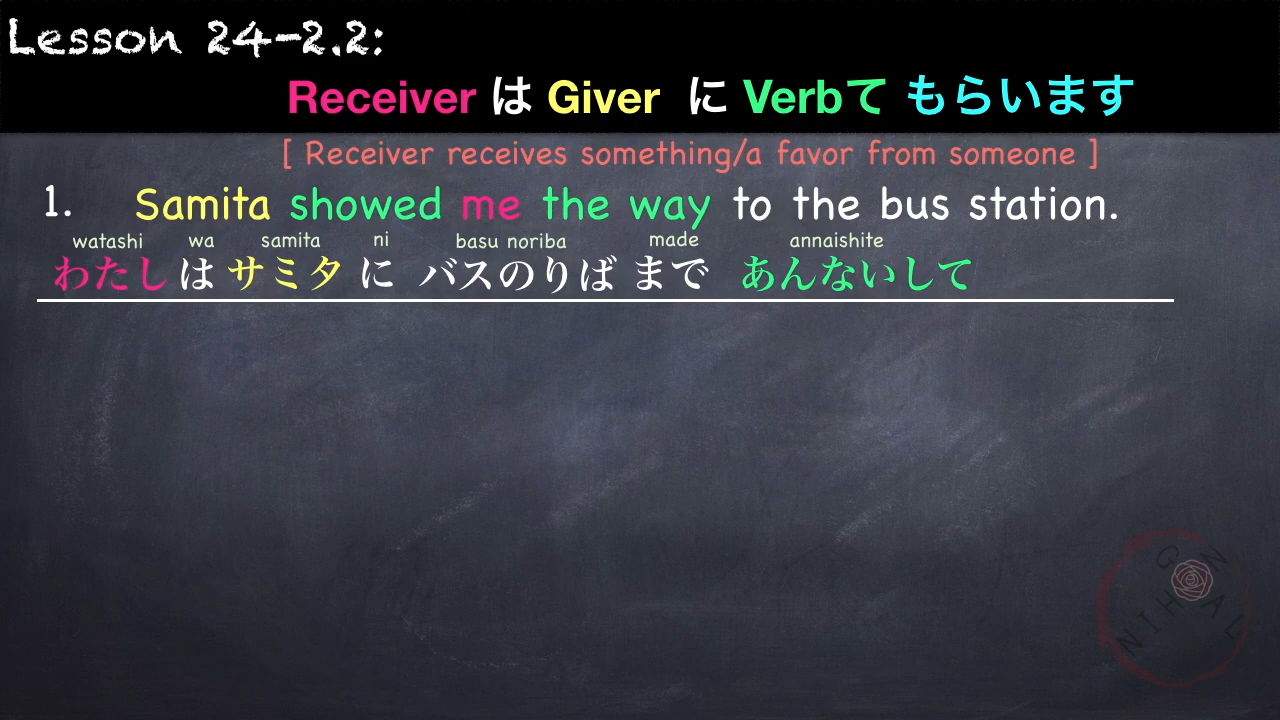 Lesson 24-2.2:
Receiver は Giver に Verbて もらいます
[ Receiver receives something/a favor from someone ]
1. Samita showed me the way to the bus station.
watashi wa samita ni basu noriba made annaishite
わたし は サミタ に バスのりば まで あんないして
NIHON GAL